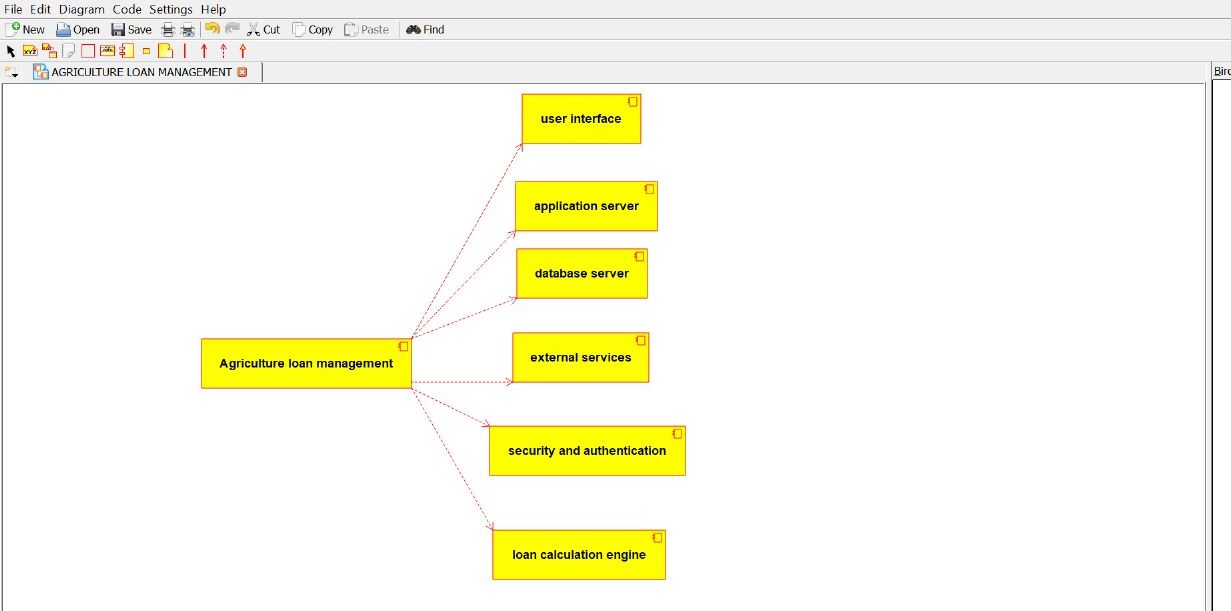 File Edit Diagram Code Settings Help
New Open Save Cut Copy Paste Find
AGRICULTURE LOAN MANAGEMENT
user interface
application server
database server
external services
Agriculture loan management
security and authentication
loan calculation engine